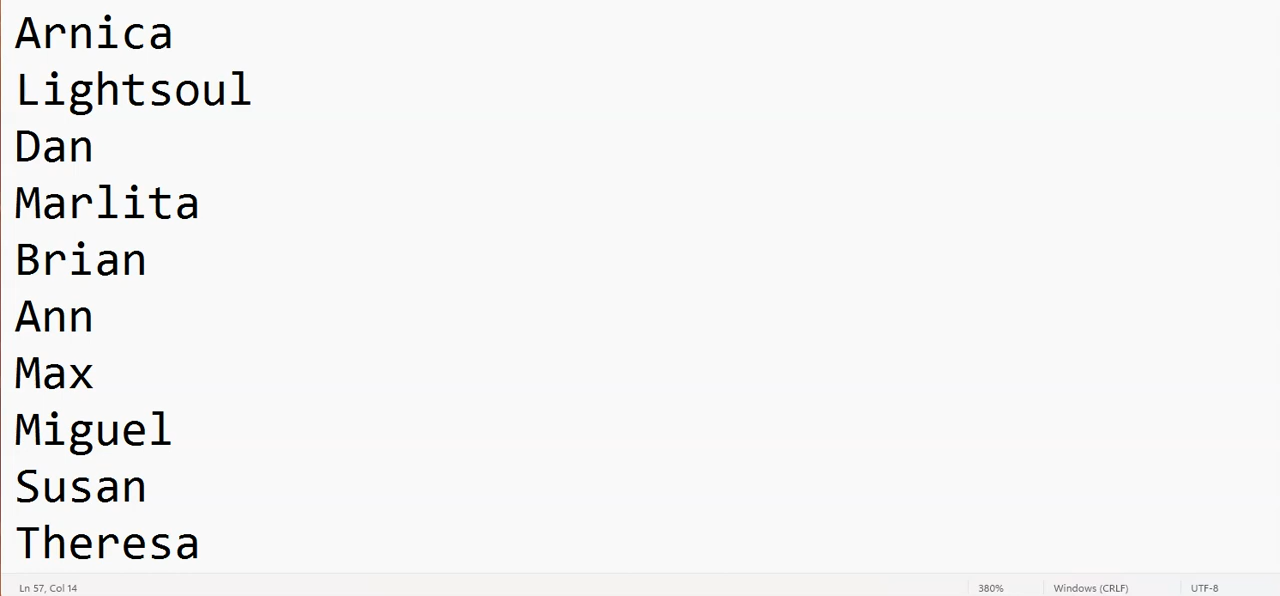 Arnica
Lightsoul
Dan
Marlita
Brian
Ann
Max
Miguel
Susan
Theresa
Ln 57, Col 14 380% Windows (CRLF) UTF-8